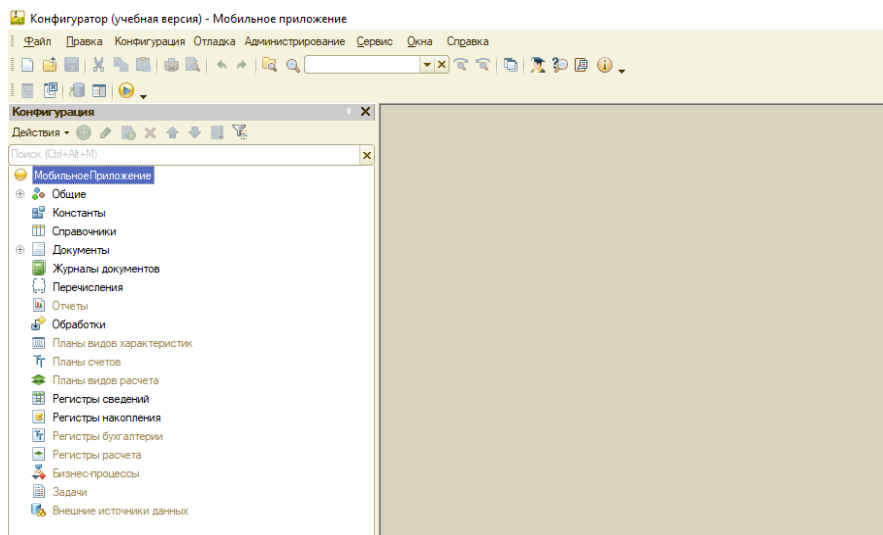 Конфигуратор (учебная версия) - Мобильное приложение
Файл Правка Конфигурация Отладка Администрирование Сервис Окна Справка
Конфигурация
Действия
Поиск (Ctrl+Alt+M)
МобильноеПриложение
Общие
Константы
Справочники
Документы
Журналы документов
Перечисления
Отчеты
Обработки
Планы видов характеристик
Планы счетов
Планы видов расчета
Регистры сведений
Регистры накопления
Регистры бухгалтерии
Регистры расчета
Бизнес-процессы
Задачи
Внешние источники данных